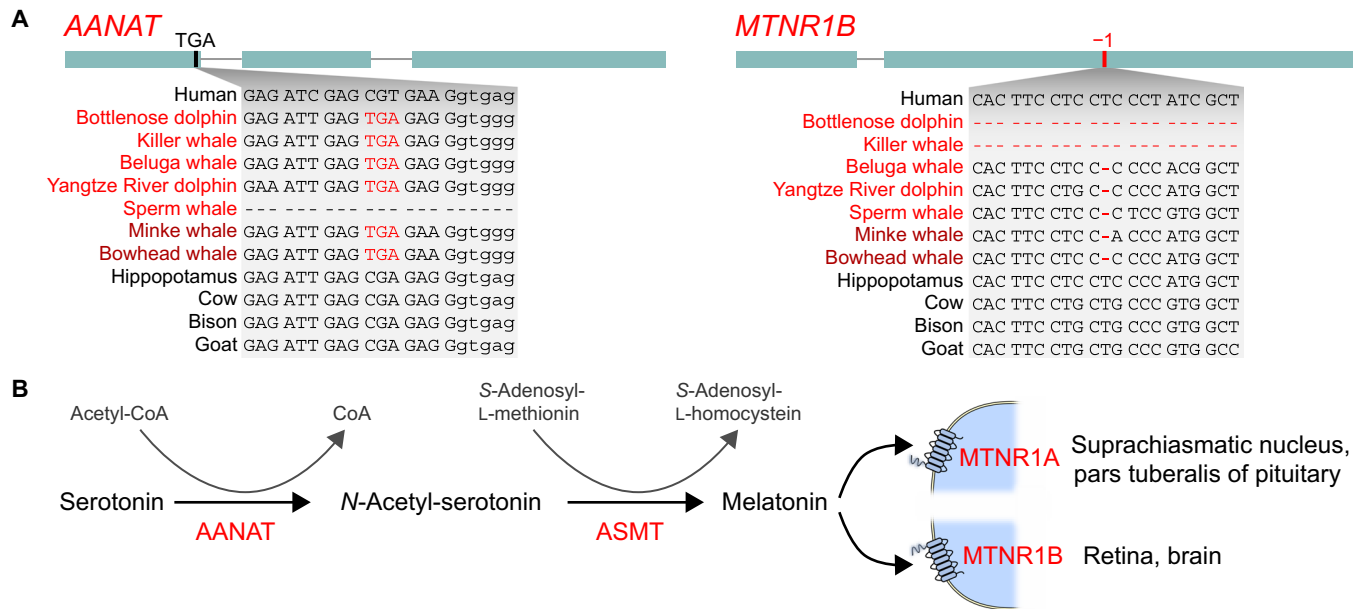 A
AANAT
TGA
Human GAG ATC GAG CGT GAAG Ggtgag
Bottlenose dolphin GAG ATT GAG TGA GAG Ggtggg
Killer whale GAG ATT GAG TGA GAG Ggtggg
Beluga whale GAG ATT GAG TGA GAG Ggtggg
Yangtze River dolphin GAA ATT GAG TGA GAG Ggtggg
Sperm whale --- --- --- --- --- -------
Minke whale GAG ATT GAG TGA GAA Ggtggg
Bowhead whale GAG ATT GAG TGA GAA Ggtggg
Hippopotamus GAG ATT GAG CGA GAG Ggtgag
Cow GAG ATT GAG CGA GAG Ggtgag
Bison GAG ATT GAG CGA GAG Ggtgag
Goat GAG ATT GAG CGA GAG Ggtgag
MTNR1B
−1
Human CAC TTC CTC CTC CCT ATC GCT
Bottlenose dolphin --- --- --- --- --- --- ---
Killer whale --- --- --- --- --- --- ---
Beluga whale CAC TTC CTC C-C CCC ACG GCT
Yangtze River dolphin CAC TTC CTG C-C CCC ATG GCT
Sperm whale CAC TTC CTC C-C TCC GTG GCT
Minke whale CAC TTC CTC C-A CCC ATG GCT
Bowhead whale CAC TTC CTC C-C CCC ATG GCT
Hippopotamus CAC TTC CTC CTC CCC ATG GCT
Cow CAC TTC CTG CTG CCC GTG GCT
Bison CAC TTC CTG CTG CCC GTG GCT
Goat CAC TTC CTG CTG CCC GTG GCC
B
Acetyl-CoA
CoA
S-Adenosyl-
L-methionin
S-Adenosyl-
L-homocystein
Serotonin
AANAT
N-Acetyl-serotonin
ASMT
Melatonin
MTNR1A
Suprachiasmatic nucleus,
pars tuberalis of pituitary
MTNR1B
Retina, brain